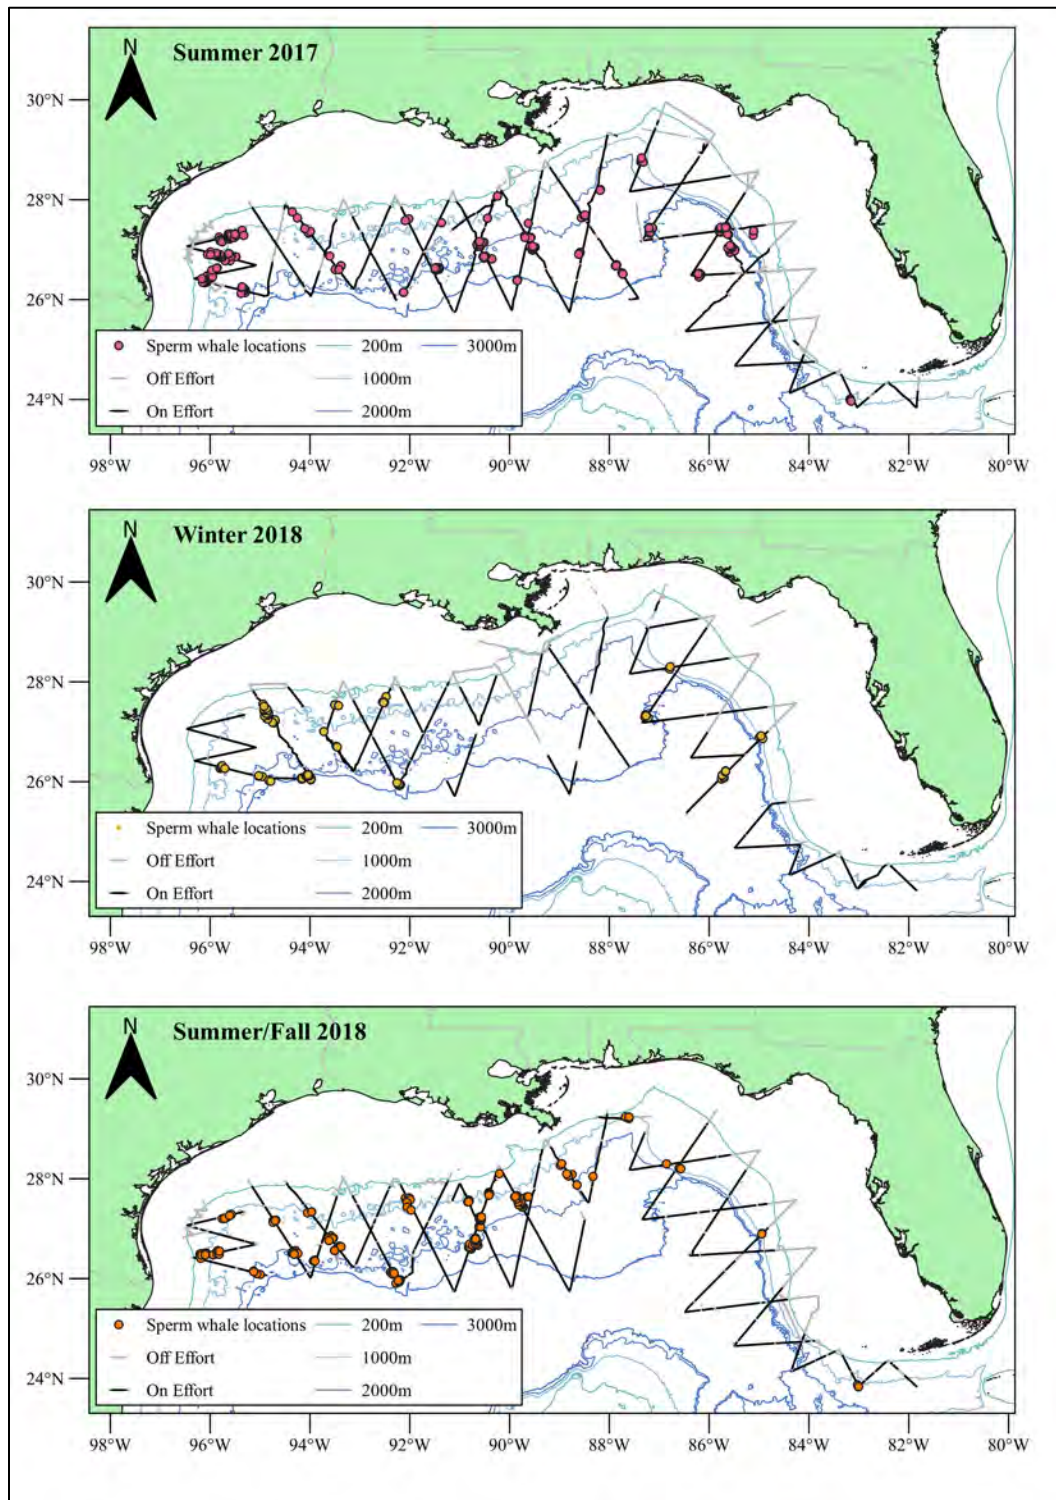 N
Summer 2017
30°N
28°N
26°N
24°N
Sperm whale locations 200m 3000m
Off Effort 1000m
On Effort 2000m
98°W 96°W 94°W 92°W 90°W 88°W 86°W 84°W 82°W 80°W
N
Winter 2018
30°N
28°N
26°N
24°N
Sperm whale locations 200m 3000m
Off Effort 1000m
On Effort 2000m
98°W 96°W 94°W 92°W 90°W 88°W 86°W 84°W 82°W 80°W
N
Summer/Fall 2018
30°N
28°N
26°N
24°N
Sperm whale locations 200m 3000m
Off Effort 1000m
On Effort 2000m
98°W 96°W 94°W 92°W 90°W 88°W 86°W 84°W 82°W 80°W